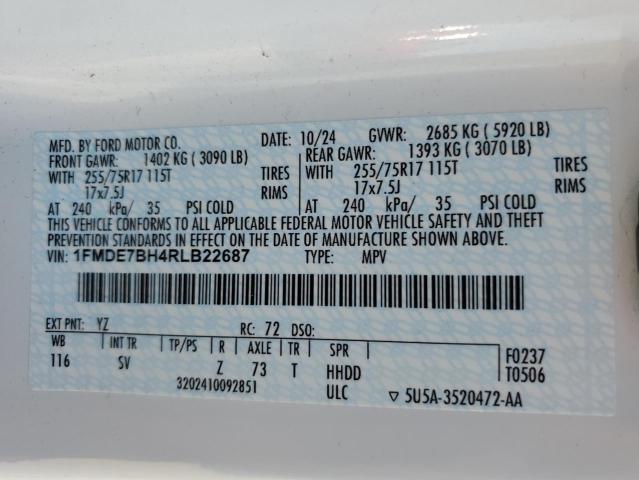 MFD. BY FORD MOTOR CO.
DATE: 10/24 GVWR: 2685 KG ( 5920 LB)
FRONT GAWR: 1402 KG ( 3090 LB)
REAR GAWR: 1393 KG ( 3070 LB)
WITH 255/75R17 115T TIRES
WITH 255/75R17 115T TIRES
17x7.5J RIMS
17x7.5J RIMS
AT 240 kPa/ 35 PSI COLD
AT 240 kPa/ 35 PSI COLD
THIS VEHICLE CONFORMS TO ALL APPLICABLE FEDERAL MOTOR VEHICLE SAFETY AND THEFT
PREVENTION STANDARDS IN EFFECT ON THE DATE OF MANUFACTURE SHOWN ABOVE.
VIN: 1FMDE7BH4RLB22687 TYPE: MPV
EXT PNT: YZ RC: 72 DSO:
WB INT TR TP/PS R AXLE TR SPR
116 SV Z 73 T HHDD
F0237
T0506
3202410092851 ULC ▽ 5U5A-3520472-AA